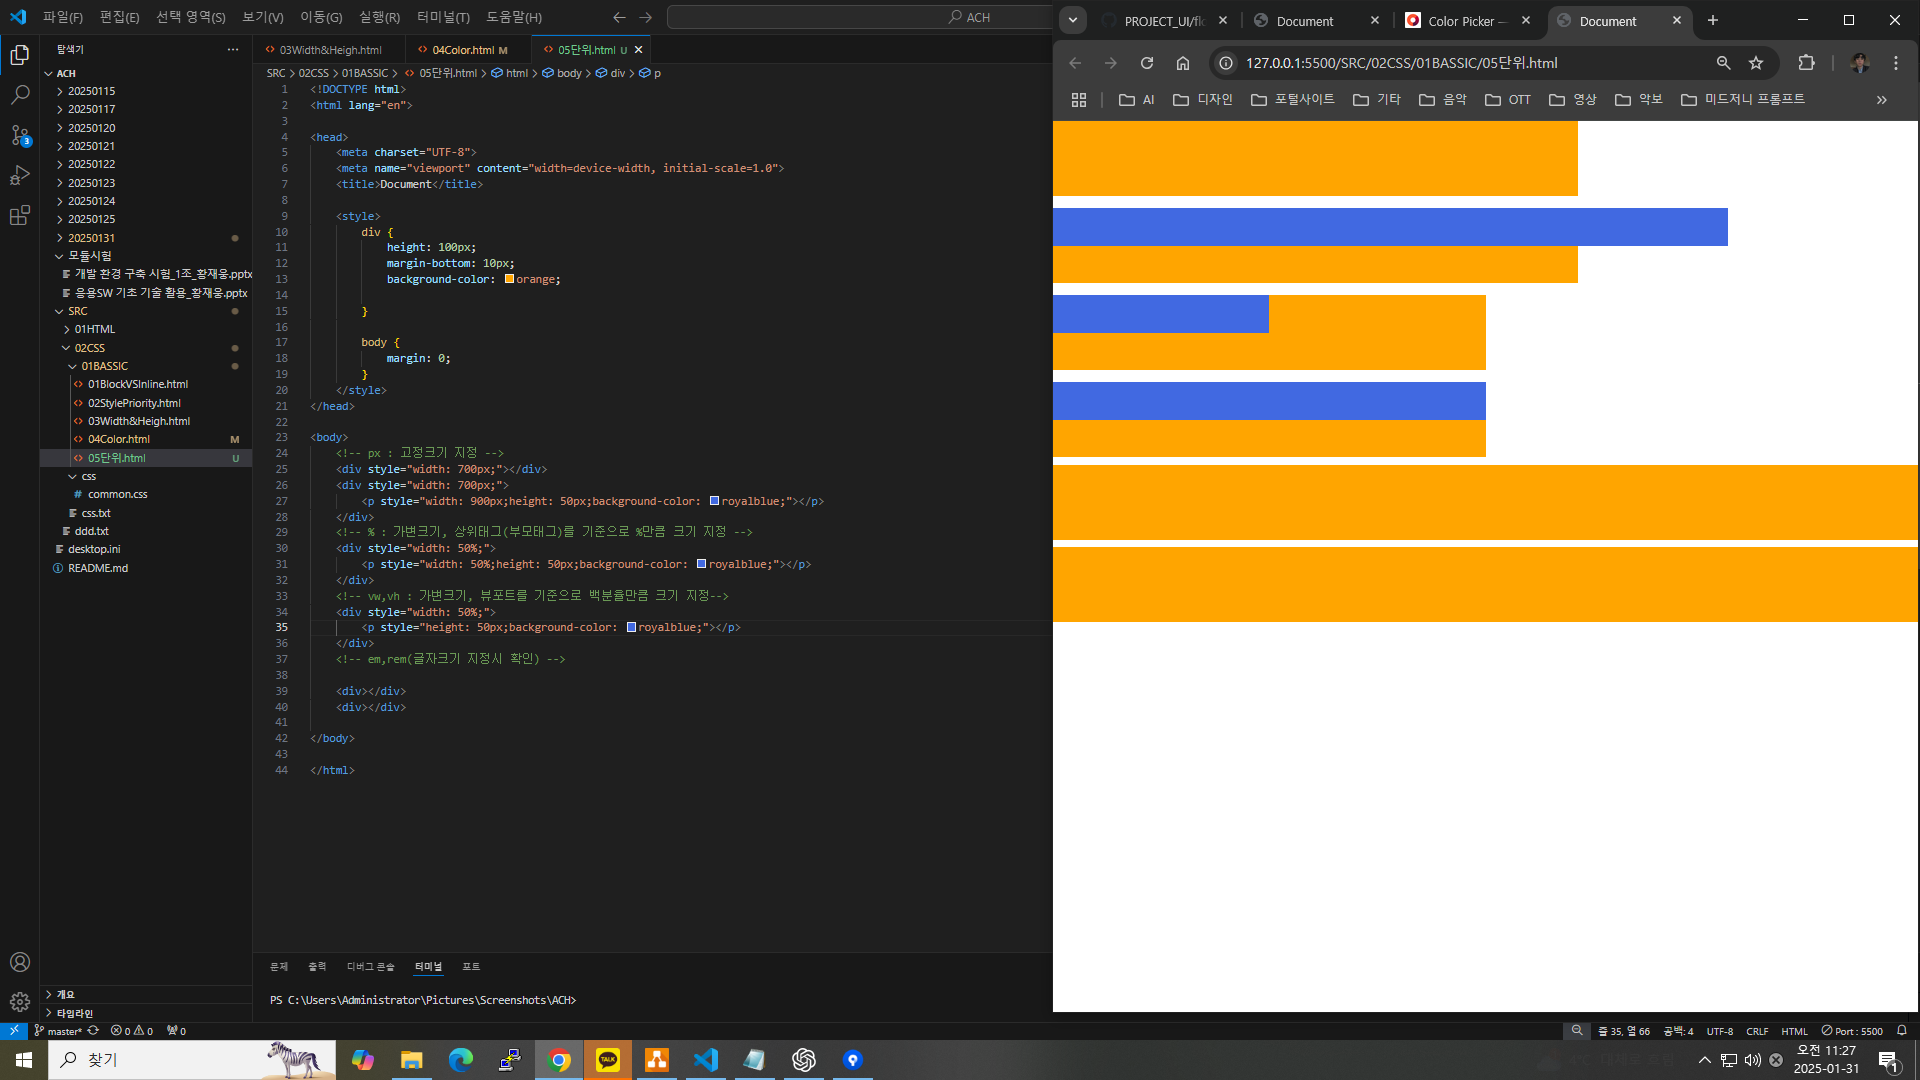 파일(F) 편집(E) 선택 영역(S) 보기(V) 이동(G) 실행(R) 터미널(T) 도움말(H)
ACH
탐색기
ACH
20250115
20250117
20250120
20250121
20250122
20250123
20250124
20250125
20250131
모듈시험
개발 환경 구축 시험_1조_황재웅.pptx
응용SW 기초 기술 활용_황재웅.pptx
SRC
01HTML
02CSS
01BASSIC
01BlockVSInline.html
02StylePriority.html
03Width&Heigh.html
04Color.html M
05단위.html U
css
common.css
css.txt
ddd.txt
desktop.ini
README.md
개요
타임라인
03Width&Heigh.html 04Color.html M 05단위.html U
SRC > 02CSS > 01BASSIC > 05단위.html > html > body > div > p
1 <!DOCTYPE html>
2 <html lang="en">
3
4 <head>
5 <meta charset="UTF-8">
6 <meta name="viewport" content="width=device-width, initial-scale=1.0">
7 <title>Document</title>
8
9 <style>
10 div {
11 height: 100px;
12 margin-bottom: 10px;
13 background-color: orange;
14
15 }
16
17 body {
18 margin: 0;
19 }
20 </style>
21 </head>
22
23 <body>
24 <!-- px : 고정크기 지정 -->
25 <div style="width: 700px;"></div>
26 <div style="width: 700px;">
27 <p style="width: 900px;height: 50px;background-color: royalblue;"></p>
28 </div>
29 <!-- % : 가변크기, 상위태그(부모태그)를 기준으로 %만큼 크기 지정 -->
30 <div style="width: 50%;">
31 <p style="width: 50%;height: 50px;background-color: royalblue;"></p>
32 </div>
33 <!-- vw,vh : 가변크기, 뷰포트를 기준으로 백분율만큼 크기 지정-->
34 <div style="width: 50%;">
35 <p style="height: 50px;background-color: royalblue;"></p>
36 </div>
37 <!-- em,rem(글자크기 지정시 확인) -->
38
39 <div></div>
40 <div></div>
41
42 </body>
43
44 </html>
문제 출력 디버그 콘솔 터미널 포트
PS C:\Users\Administrator\Pictures\Screenshots\ACH>
master* 0 0 0 줄 35, 열 66 공백: 4 UTF-8 CRLF HTML Port : 5500
PROJECT_UI/flo Document Color Picker — Document
127.0.0.1:5500/SRC/02CSS/01BASSIC/05단위.html
AI 디자인 포털사이트 기타 음악 OTT 영상 악보 미드저니 프롬프트
찾기
TALK
오전 11:27
2025-01-31
1
3